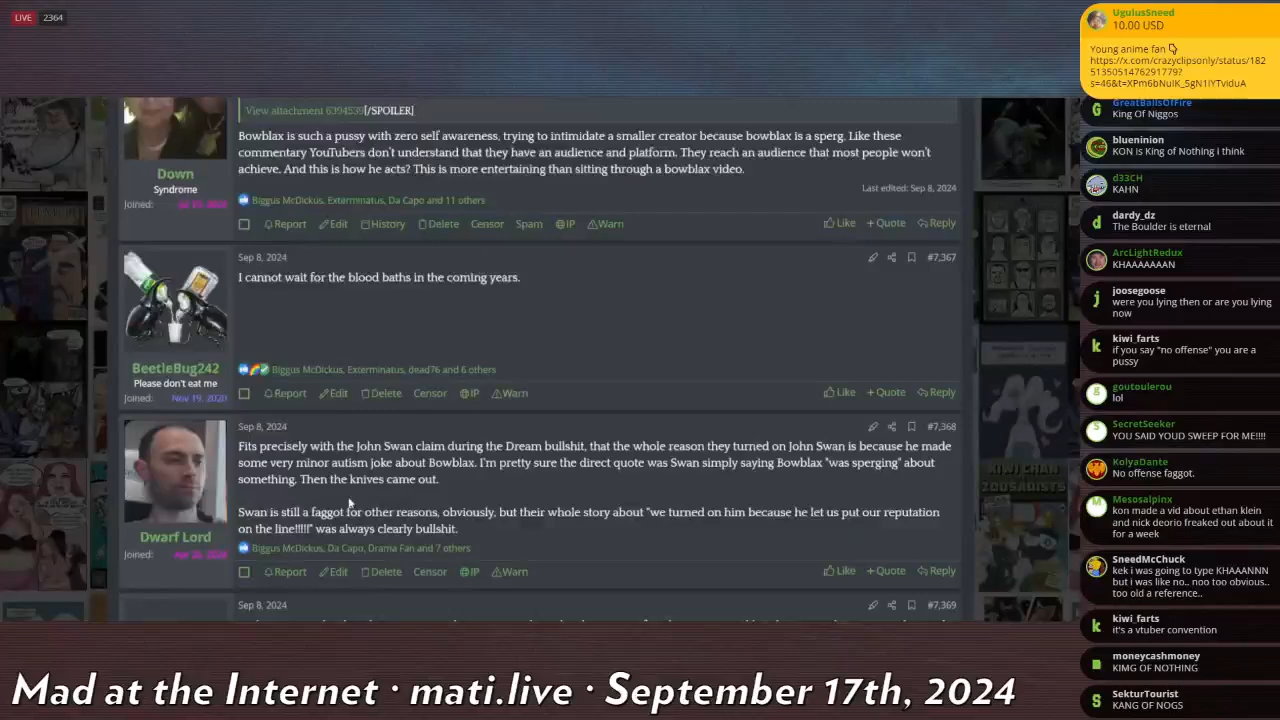 LIVE 2364
View attachment 6394539[/SPOILER]
Bowblax is such a pussy with zero self awareness, trying to intimidate a smaller creator because bowblax is a sperg. Like these
commentary YouTubers don't understand that they have an audience and platform. They reach an audience that most people won't
achieve. And this is how he acts? This is more entertaining than sitting through a bowblax video.
Down
Syndrome
Joined:
Last edited: Sep 8, 2024
Biggus McDickus, Exterminatus, Da Capo and 11 others
Report Edit History Delete Censor Spam IP Warn Like + Quote Reply
Sep 8, 2024 #7,367
I cannot wait for the blood baths in the coming years.
BeetleBug242
Please don't eat me
Joined: Nov 19, 2020
Biggus McDickus, Exterminatus, dead76 and 6 others
Report Edit Delete Censor IP Warn Like + Quote Reply
Sep 8, 2024 #7,368
Fits precisely with the John Swan claim during the Dream bullshit, that the whole reason they turned on John Swan is because he made
some very minor autism joke about Bowblax. I'm pretty sure the direct quote was Swan simply saying Bowblax "was sperging" about
something. Then the knives came out.
Swan is still a faggot for other reasons, obviously, but their whole story about "we turned on him because he let us put our reputation
on the line!!!!!" was always clearly bullshit.
Dwarf Lord
Joined:
Biggus McDickus, Da Capo, Drama Fan and 7 others
Report Edit Delete Censor IP Warn Like + Quote Reply
Sep 8, 2024 #7,369
KIWI CHAN
ZOOSADISTS
UgulusSneed
10.00 USD
Young anime fan
https://x.com/crazyclipsonly/status/182
5135051476291779?
s=46&t=XPm6bNulK_5gN1IYTviduA
GreatBallsOfFire
King Of Niggos
blueninion
KON is King of Nothing i think
d33CH
KAHN
dardy_dz
The Boulder is eternal
ArcLightRedux
KHAAAAAAAN
joosegoose
were you lying then or are you lying
now
kiwi_farts
if you say "no offense" you are a
pussy
goutoulerou
lol
SecretSeeker
YOU SAID YOUD SWEEP FOR ME!!!!
KolyaDante
No offense faggot.
Mesosalpinx
kon made a vid about ethan klein
and nick deorio freaked out about it
for a week
SneedMcChuck
kek i was going to type KHAAANNN
but i was like no.. noo too obvious..
too old a reference..
kiwi_farts
it's a vtuber convention
moneycashmoney
KIMG OF NOTHING
SekturTourist
KANG OF NOGS
Mad at the Internet · mati.live · September 17th, 2024